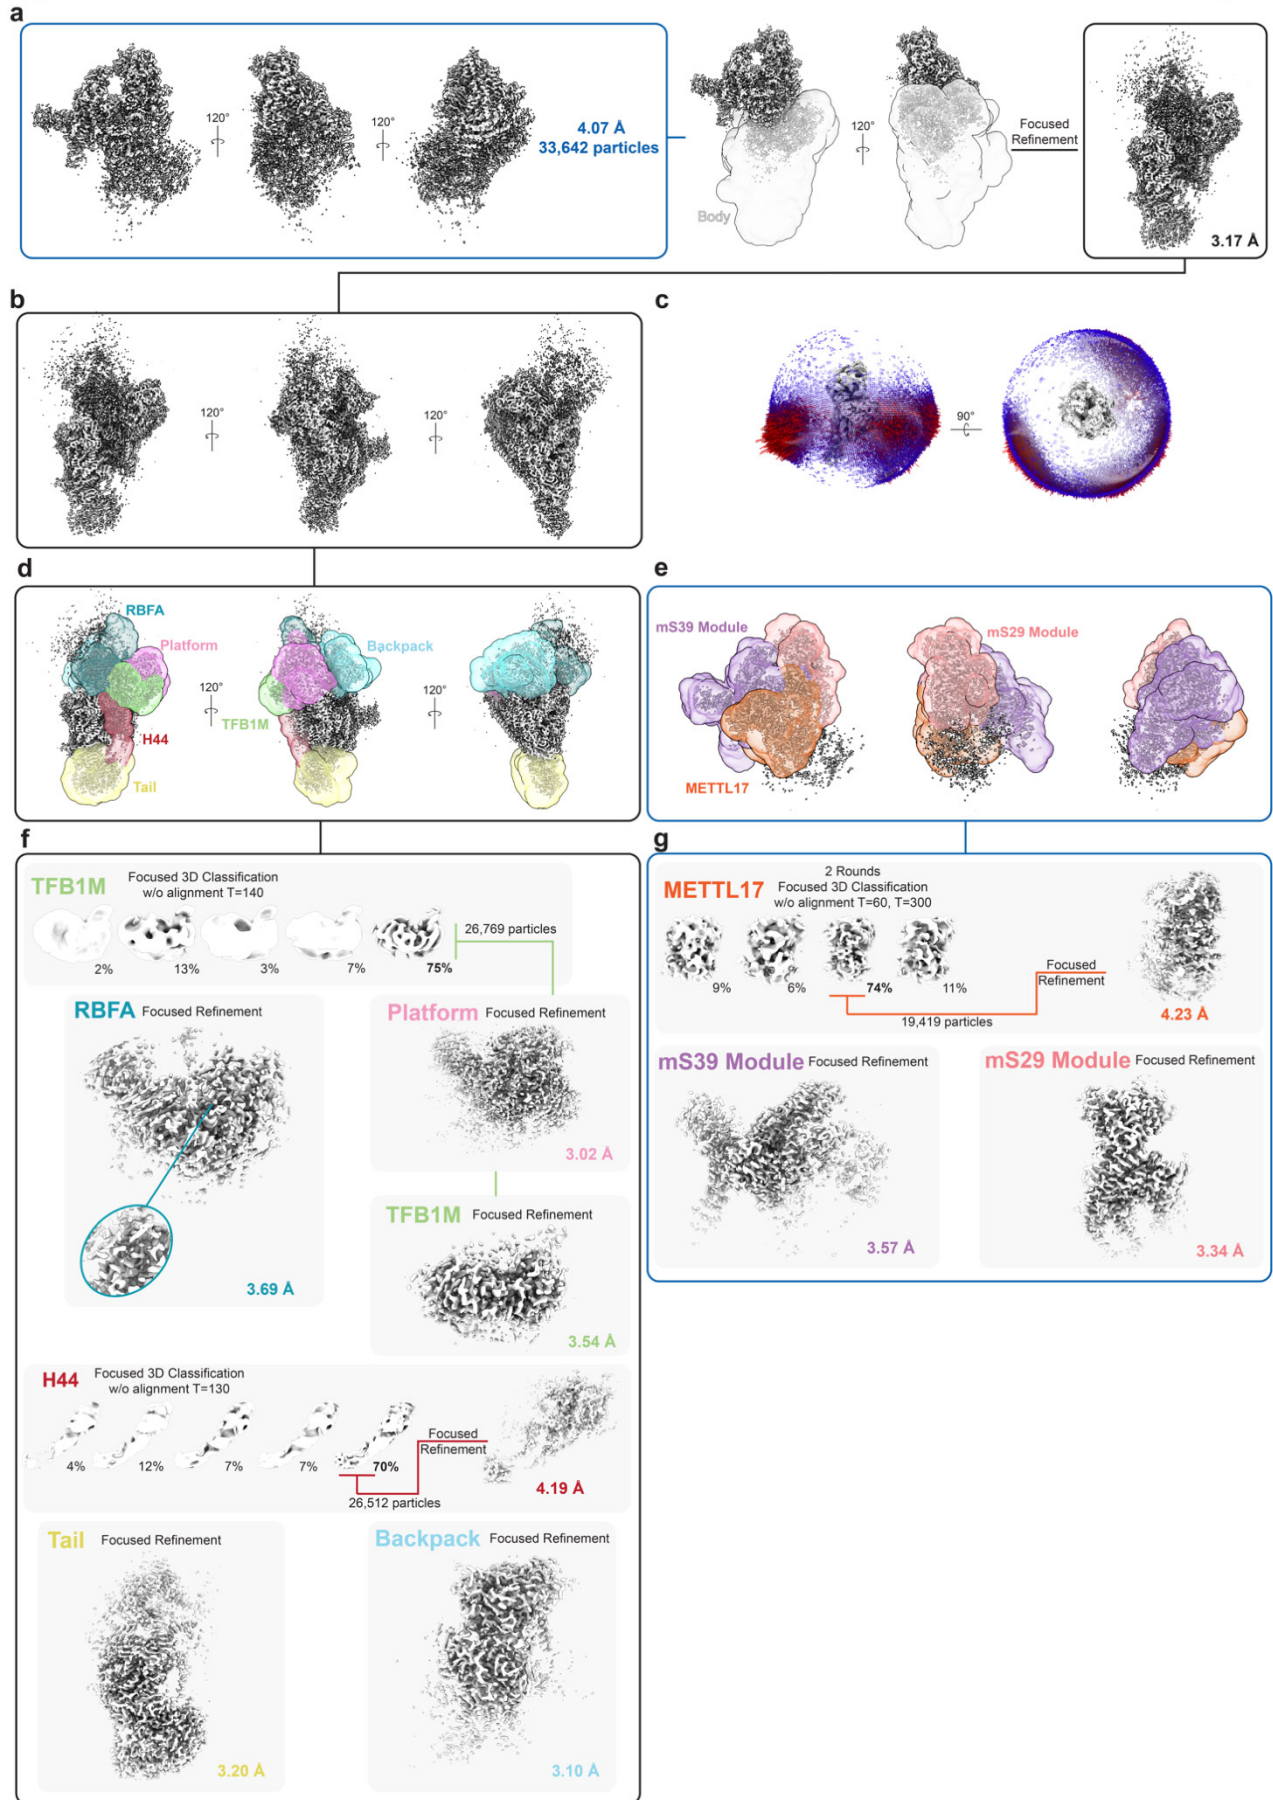 a
120°
120°
4.07 Å
33,642 particles
120°
Body
Focused
Refinement
3.17 Å
b
120°
120°
c
90°
d
RBFA
Platform
H44
Tail
120°
TFB1M
Backpack
120°
e
mS39 Module
METTL17
mS29 Module
f
TFB1M
Focused 3D Classification
w/o alignment T=140
2%
13%
3%
7%
75%
26,769 particles
RBFA Focused Refinement
3.69 Å
Platform Focused Refinement
3.02 Å
TFB1M Focused Refinement
3.54 Å
H44
Focused 3D Classification
w/o alignment T=130
4%
12%
7%
7%
70%
26,512 particles
Focused
Refinement
4.19 Å
Tail Focused Refinement
3.20 Å
Backpack Focused Refinement
3.10 Å
g
METTL17
2 Rounds
Focused 3D Classification
w/o alignment T=60, T=300
9%
6%
74%
11%
19,419 particles
Focused
Refinement
4.23 Å
mS39 Module Focused Refinement
3.57 Å
mS29 Module Focused Refinement
3.34 Å